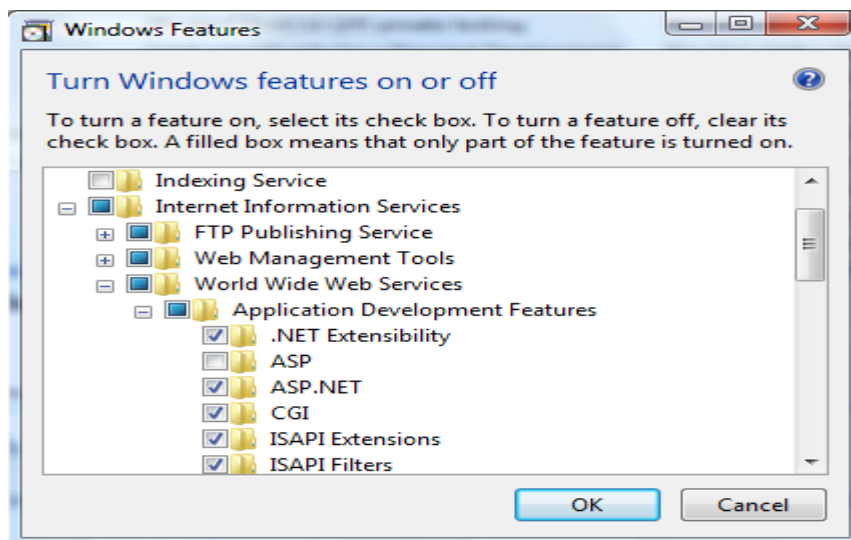 Windows Features
Turn Windows features on or off
To turn a feature on, select its check box. To turn a feature off, clear its
check box. A filled box means that only part of the feature is turned on.
Indexing Service
Internet Information Services
FTP Publishing Service
Web Management Tools
World Wide Web Services
Application Development Features
.NET Extensibility
ASP
ASP.NET
CGI
ISAPI Extensions
ISAPI Filters
OK Cancel